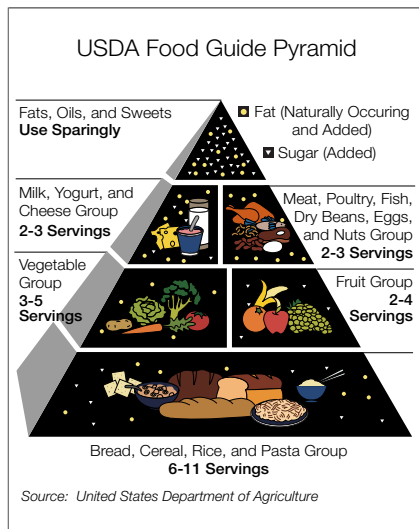 USDA Food Guide Pyramid
Fats, Oils, and Sweets
Use Sparingly
Fat (Naturally Occuring
and Added)
Sugar (Added)
Milk, Yogurt, and
Cheese Group
2-3 Servings
Meat, Poultry, Fish,
Dry Beans, Eggs,
and Nuts Group
2-3 Servings
Vegetable
Group
3-5
Servings
Fruit Group
2-4
Servings
Bread, Cereal, Rice, and Pasta Group
6-11 Servings
Source: United States Department of Agriculture